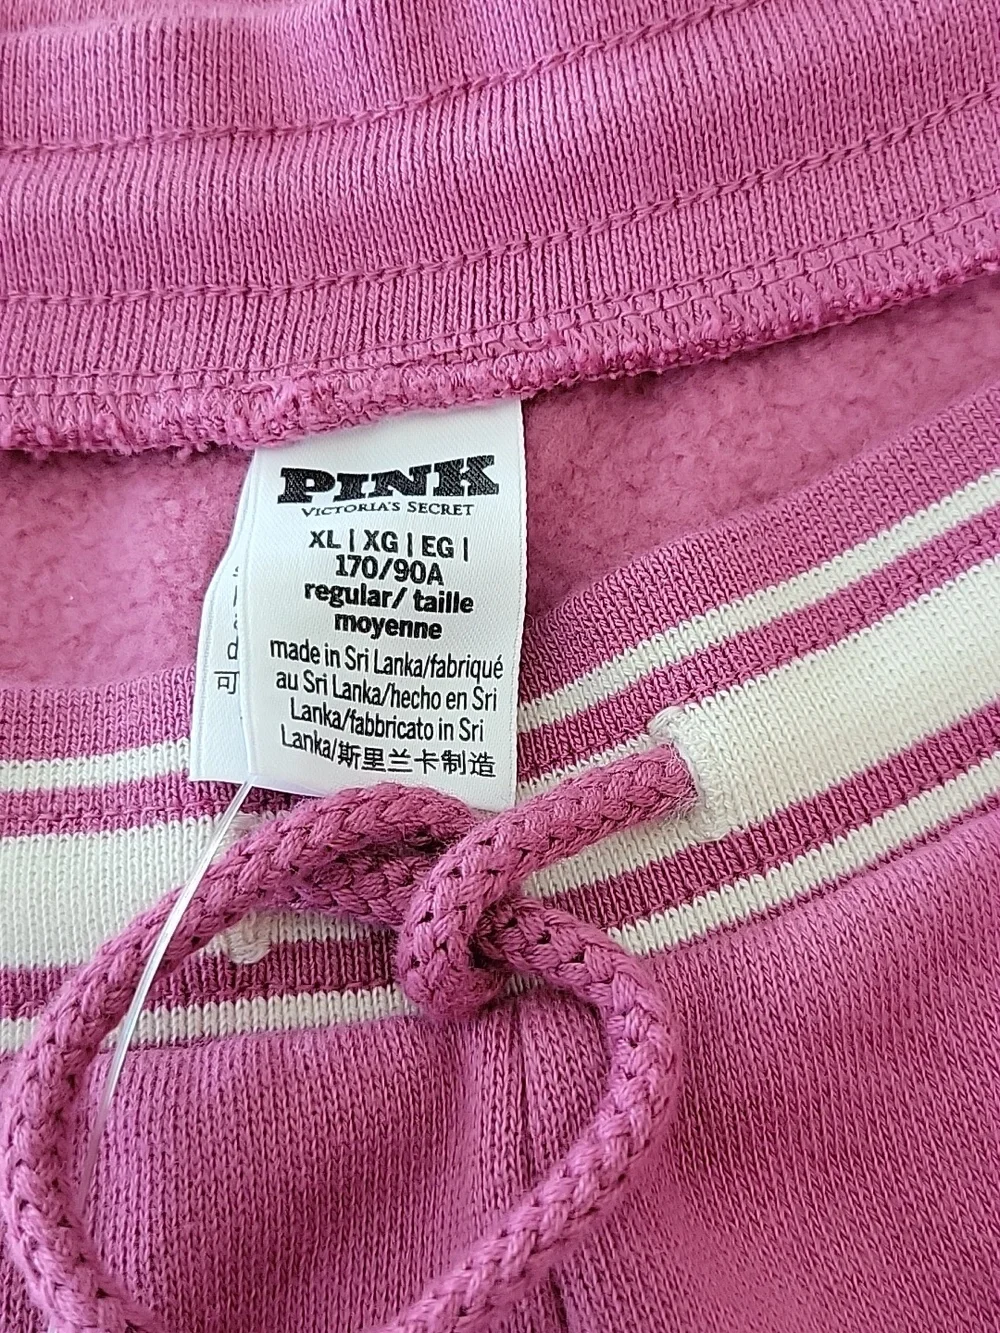 PINK
VICTORIA'S SECRET
XL | XG | EG |
170/90A
regular/ taille
moyenne
made in Sri Lanka/fabriqué
au Sri Lanka/hecho en Sri
Lanka/fabbricato in Sri
Lanka/斯里兰卡制造
可